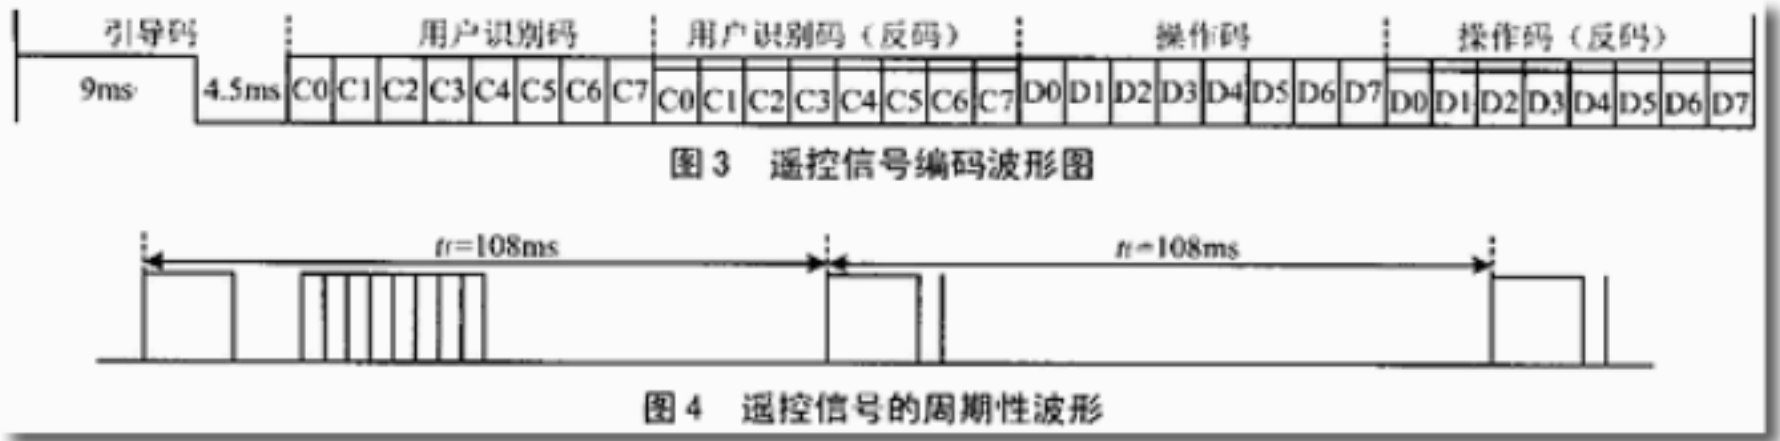 引导码 用户识别码 用户识别码（反码） 操作码 操作码（反码）
9ms 4.5ms C0 C1 C2 C3 C4 C5 C6 C7 C0 C1 C2 C3 C4 C5 C6 C7 D0 D1 D2 D3 D4 D5 D6 D7 D0 D1 D2 D3 D4 D5 D6 D7
图 3 遥控信号编码波形图
tf=108ms tf=108ms
图 4 遥控信号的周期性波形